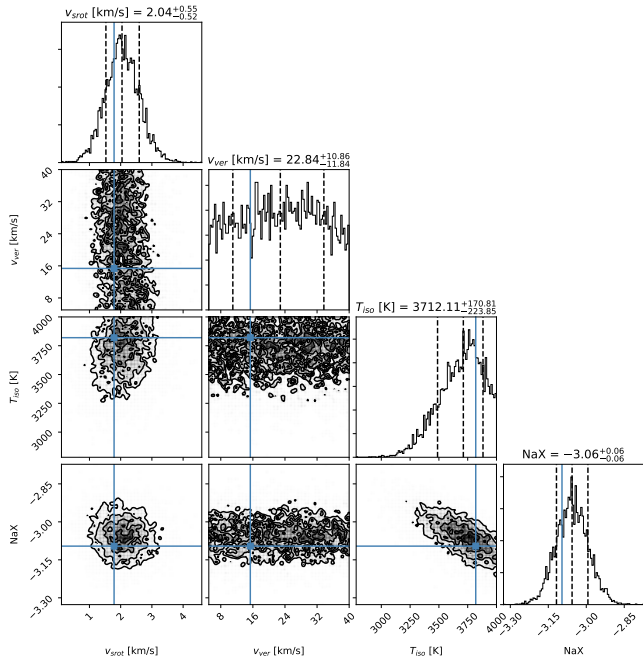 v_srot [km/s] = 2.04^{+0.55}_{-0.52}
40
32
24
16
8
v_ver [km/s]
v_ver [km/s] = 22.84^{+10.86}_{-11.84}
4000
3750
3500
3250
3000
T_iso [K]
T_iso [K] = 3712.11^{+170.81}_{-223.85}
−2.85
−3.00
−3.15
−3.30
NaX
NaX = −3.06^{+0.06}_{-0.06}
1 2 3 4
v_srot [km/s]
8 16 24 32 40
v_ver [km/s]
3000 3250 3500 3750 4000
T_iso [K]
−3.30 −3.15 −3.00 −2.85
NaX